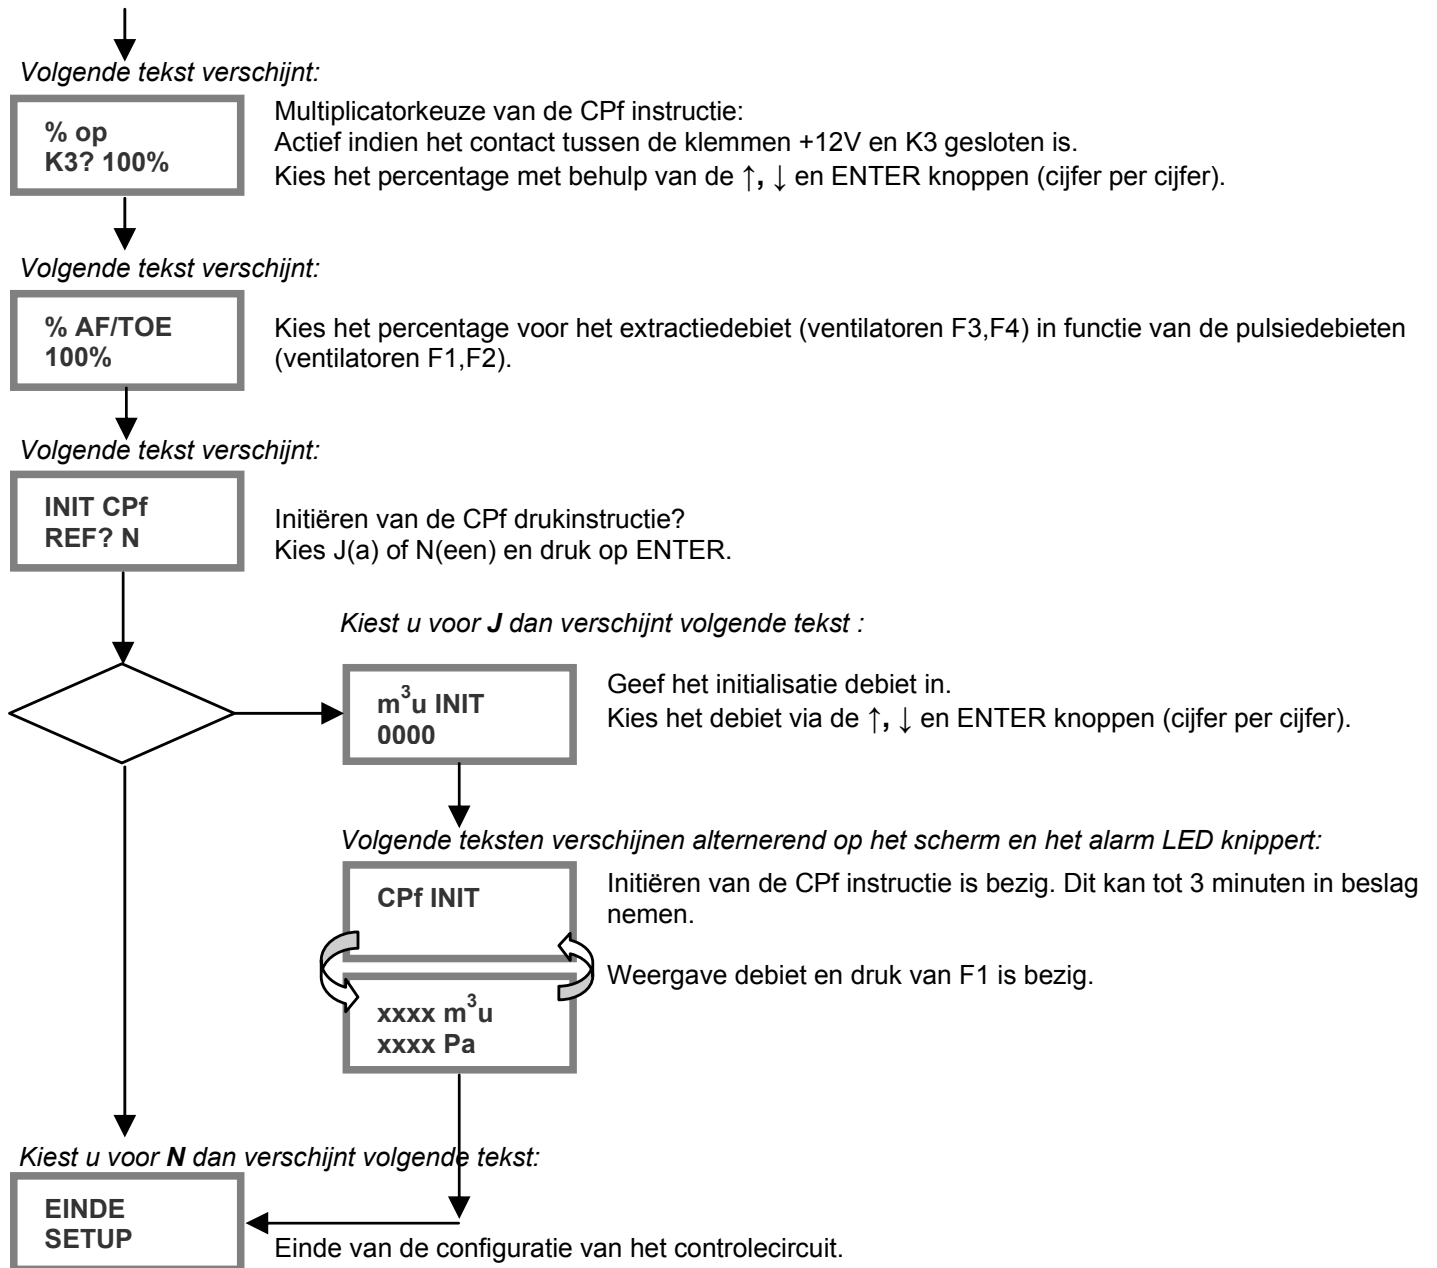 Volgende tekst verschijnt:
% op
K3? 100%
Multiplicatorkeuze van de CPf instructie:
Actief indien het contact tussen de klemmen +12V en K3 gesloten is.
Kies het percentage met behulp van de ↑, ↓ en ENTER knoppen (cijfer per cijfer).
Volgende tekst verschijnt:
% AF/TOE
100%
Kies het percentage voor het extractiedebiet (ventilatoren F3,F4) in functie van de pulsiedebieten
(ventilatoren F1,F2).
Volgende tekst verschijnt:
INIT CPf
REF? N
Initiëren van de CPf drukinstructie?
Kies J(a) of N(een) en druk op ENTER.
Kiest u voor J dan verschijnt volgende tekst :
m³u INIT
0000
Geef het initialisatie debiet in.
Kies het debiet via de ↑, ↓ en ENTER knoppen (cijfer per cijfer).
Volgende teksten verschijnen alternerend op het scherm en het alarm LED knippert:
CPf INIT
Initiëren van de CPf instructie is bezig. Dit kan tot 3 minuten in beslag
nemen.
Weergave debiet en druk van F1 is bezig.
xxxx m³u
xxxx Pa
Kiest u voor N dan verschijnt volgende tekst:
EINDE
SETUP
Einde van de configuratie van het controlecircuit.